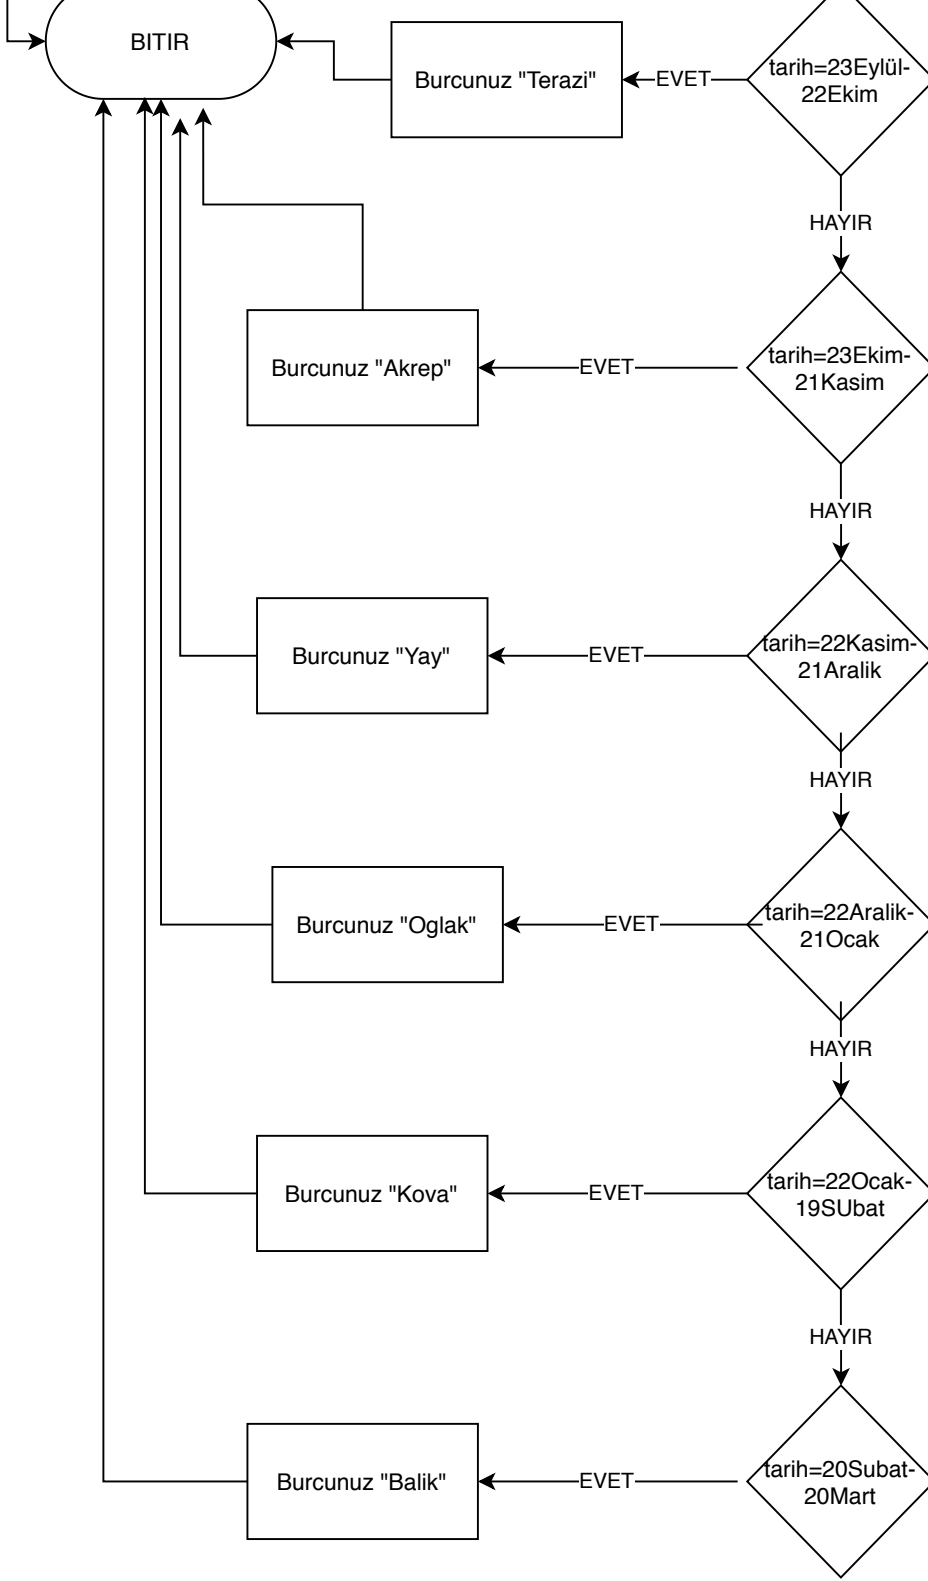 BITIR
Burcunuz "Terazi"
EVET
tarih=23Eylül-
22Ekim
HAYIR
Burcunuz "Akrep"
EVET
tarih=23Ekim-
21Kasim
HAYIR
Burcunuz "Yay"
EVET
tarih=22Kasim-
21Aralik
HAYIR
Burcunuz "Oglak"
EVET
tarih=22Aralik-
21Ocak
HAYIR
Burcunuz "Kova"
EVET
tarih=22Ocak-
19SUbat
HAYIR
Burcunuz "Balik"
EVET
tarih=20Subat-
20Mart